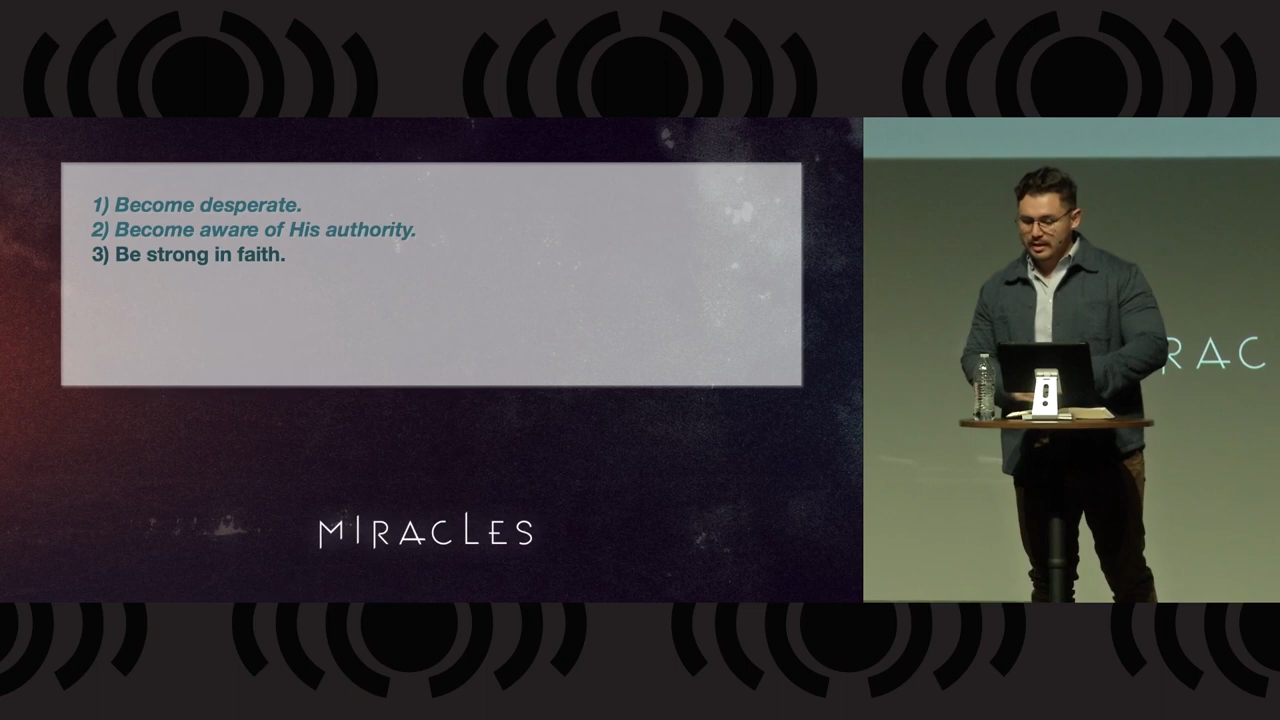 1) Become desperate.
2) Become aware of His authority.
3) Be strong in faith.
MIRACLES
RAC